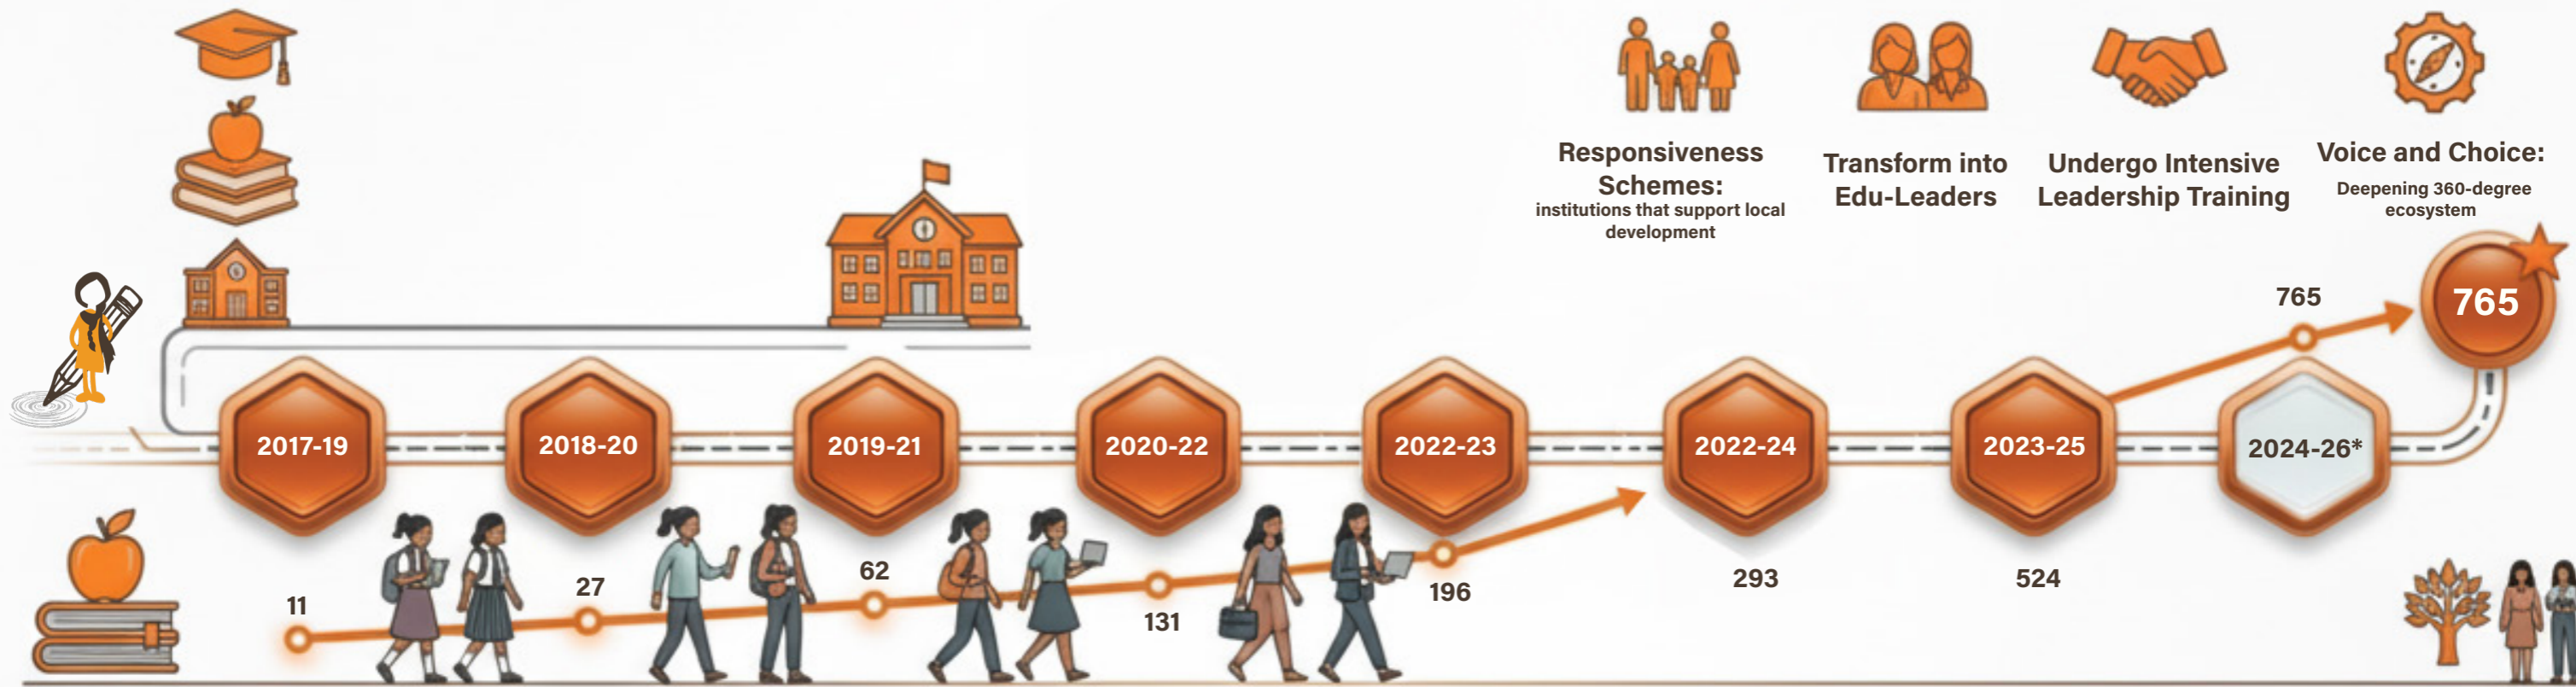 Responsiveness
Schemes:
institutions that support local
development
Transform into
Edu-Leaders
Undergo Intensive
Leadership Training
Voice and Choice:
Deepening 360-degree
ecosystem
765
765
2017-19
2018-20
2019-21
2020-22
2022-23
2022-24
2023-25
2024-26*
11
27
62
131
196
293
524